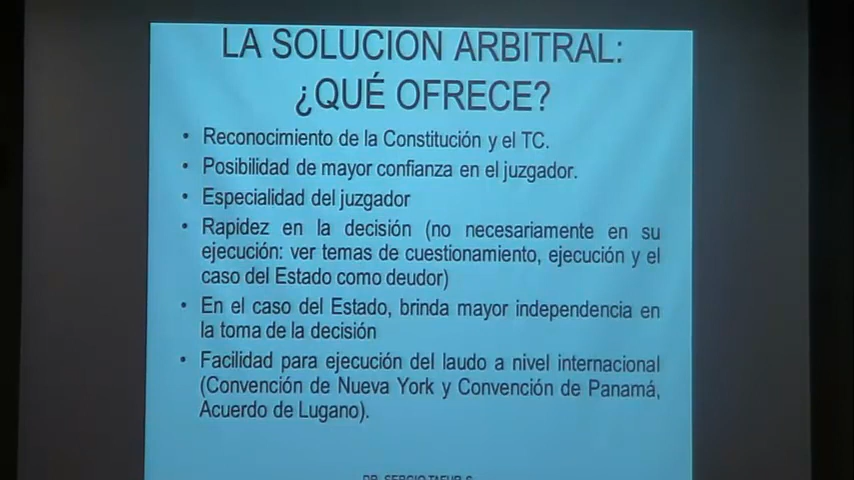 LA SOLUCION ARBITRAL:
¿QUÉ OFRECE?
• Reconocimiento de la Constitución y el TC.
• Posibilidad de mayor confianza en el juzgador.
• Especialidad del juzgador
• Rapidez en la decisión (no necesariamente en su
ejecución: ver temas de cuestionamiento, ejecución y el
caso del Estado como deudor)
• En el caso del Estado, brinda mayor independencia en
la toma de la decisión
• Facilidad para ejecución del laudo a nivel internacional
(Convención de Nueva York y Convención de Panamá,
Acuerdo de Lugano).
DR. SERGIO TAFUR S